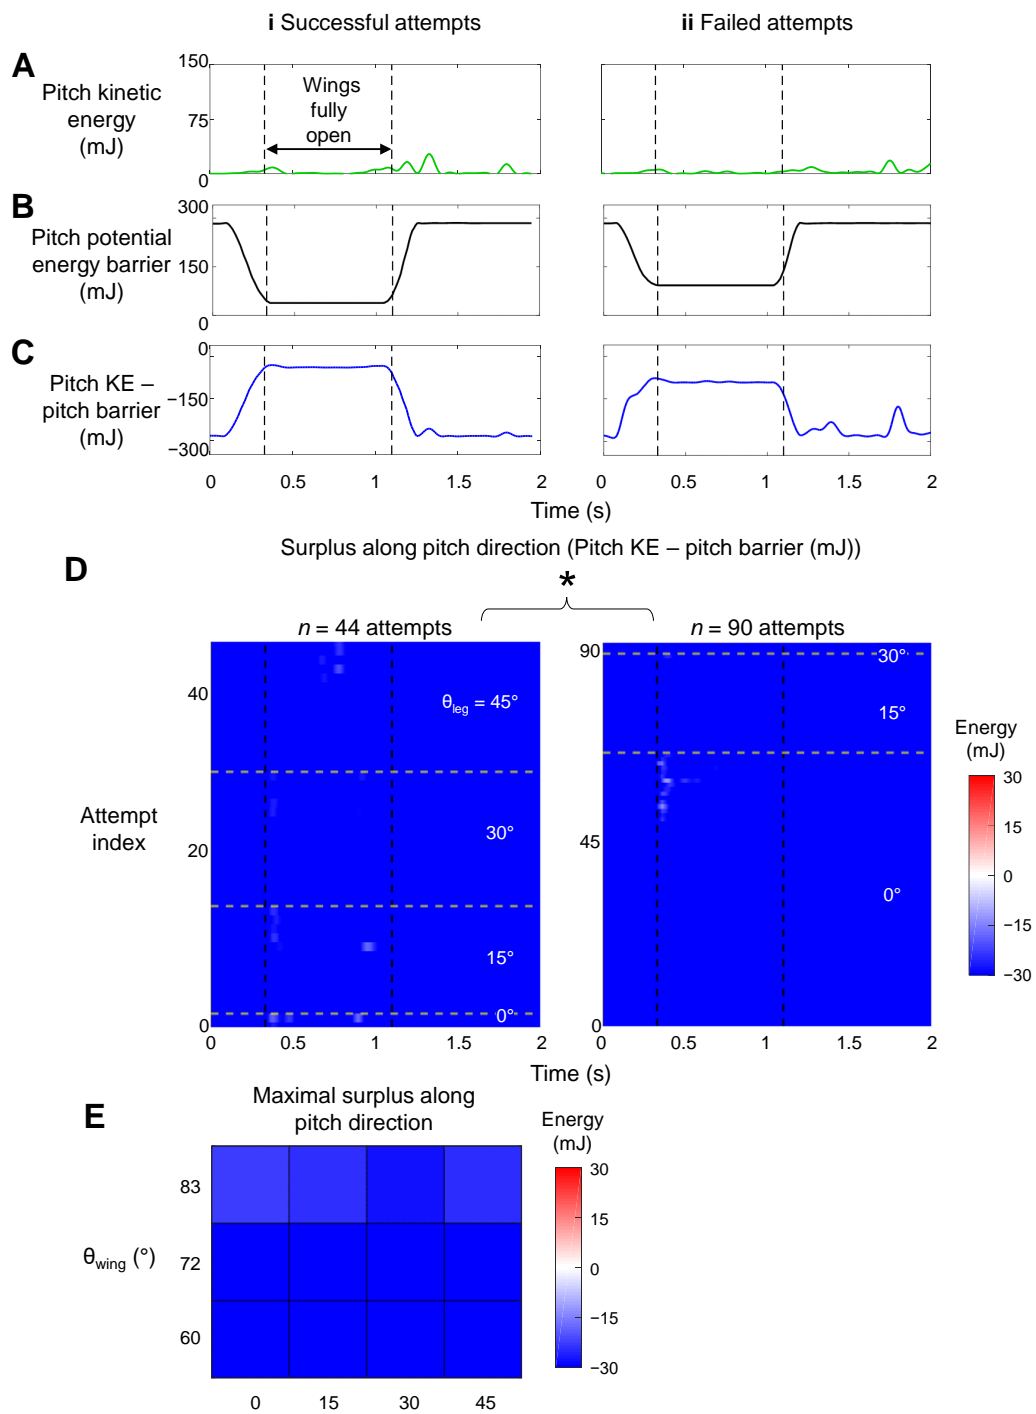 i Successful attempts
ii Failed attempts
A
Pitch kinetic
energy
(mJ)
150
75
0
Wings
fully
open
B
Pitch potential
energy barrier
(mJ)
300
150
0
C
Pitch KE –
pitch barrier
(mJ)
0
−150
−300
0 0.5 1 1.5 2
0 0.5 1 1.5 2
Time (s)
Surplus along pitch direction (Pitch KE – pitch barrier (mJ))
D
*
n = 44 attempts
n = 90 attempts
Attempt
index
40
20
0
θleg = 45°
30°
15°
0°
90
45
0
30°
15°
0°
Energy
(mJ)
30
15
0
−15
−30
0 0.5 1 1.5 2
0 0.5 1 1.5 2
Time (s)
E
Maximal surplus along
pitch direction
θwing (°)
83
72
60
0 15 30 45
Energy
(mJ)
30
15
0
−15
−30